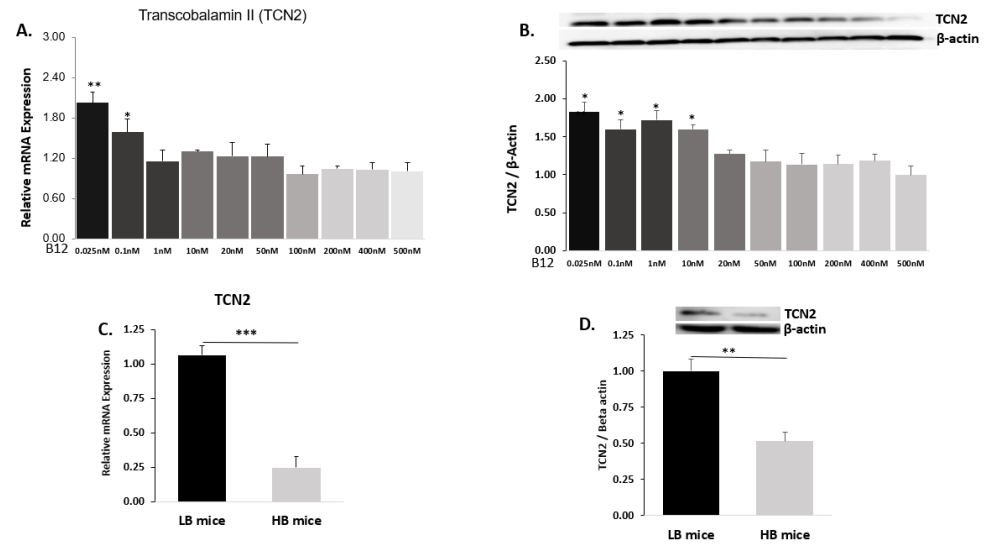 A.
Transcobalamin II (TCN2)
Relative mRNA Expression
3.00
2.40
1.80
1.20
0.60
0.00
**
*
B12 0.025nM 0.1nM 1nM 10nM 20nM 50nM 100nM 200nM 400nM 500nM
B.
TCN2
β-actin
TCN2 / β-Actin
2.50
2.00
1.50
1.00
0.50
0.00
* * * *
B12 0.025nM 0.1nM 1nM 10nM 20nM 50nM 100nM 200nM 400nM 500nM
TCN2
C.
Relative mRNA Expression
1.25
1.00
0.75
0.50
0.25
0.00
***
LB mice HB mice
D.
TCN2
β-actin
TCN2 / Beta actin
1.25
1.00
0.75
0.50
0.25
0.00
**
LB mice HB mice